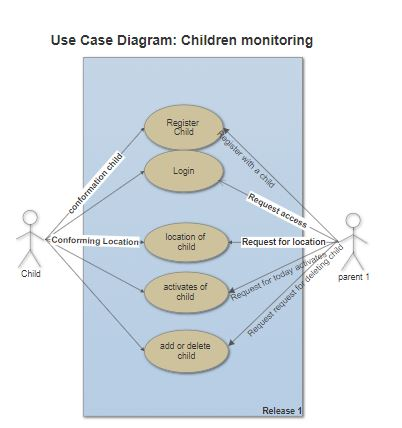 Use Case Diagram: Children monitoring
Register
Child
Login
conformation child
Register with a child
Request access
Conforming Location
location of
child
Request for location
Child
parent 1
activates of
child
Request for today activates
Request request for deleting child
add or delete
child
Release 1